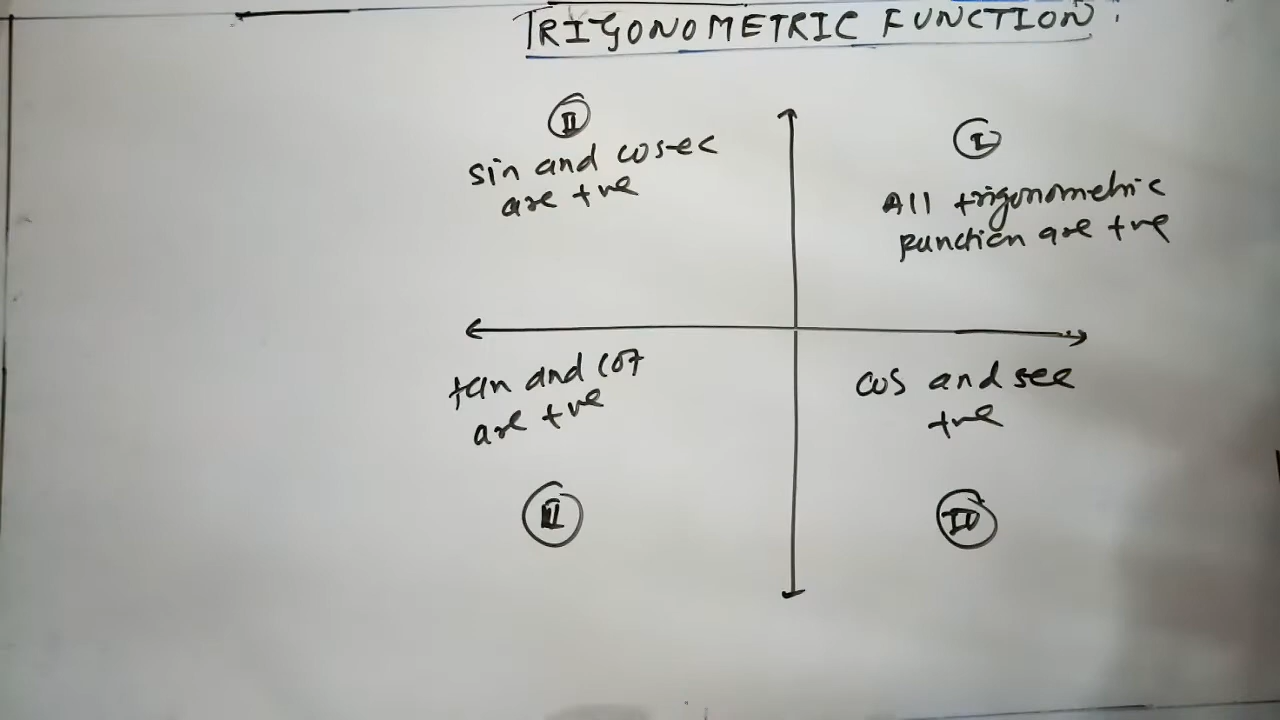 TRIGONOMETRIC FUNCTION.
II
sin and cosec
are +ve
I
All trigonometric
function are +ve
tan and cot
are +ve
III
cos and sec
+ve
IV